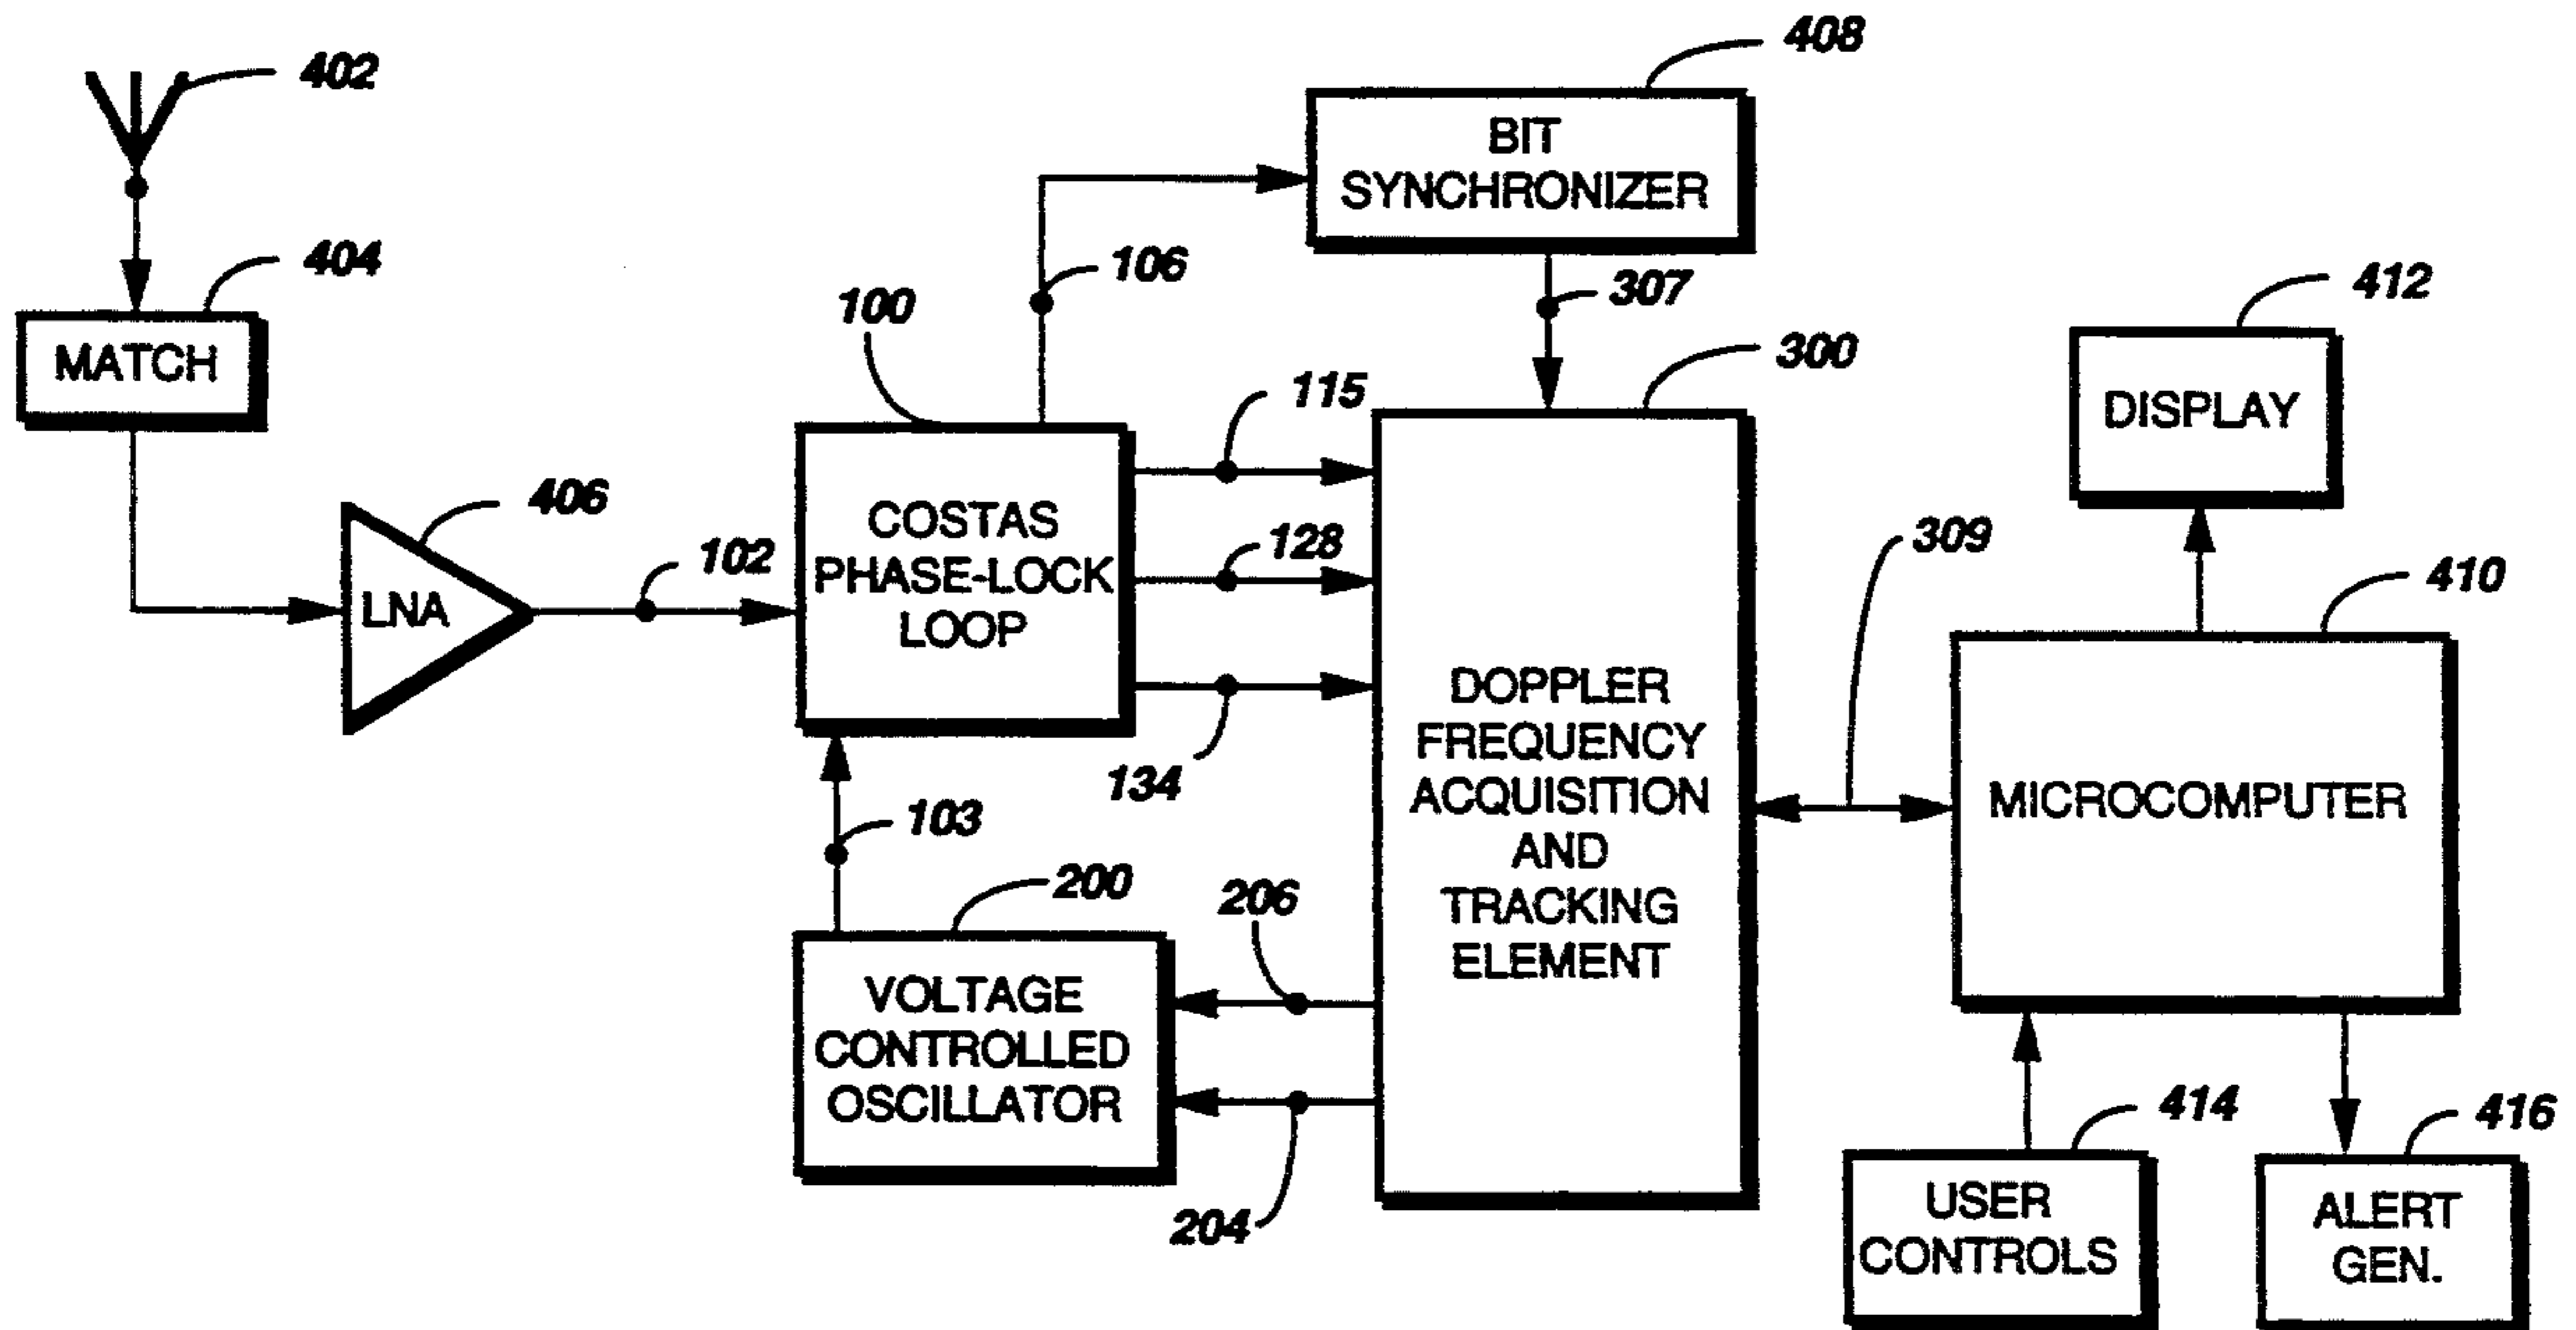 402
408
404
BIT
SYNCHRONIZER
MATCH
106
307
412
100
300
115
DISPLAY
406
102
COSTAS
PHASE-LOCK
LOOP
128
309
410
LNA
134
DOPPLER
FREQUENCY
ACQUISITION
AND
TRACKING
ELEMENT
MICROCOMPUTER
103
200
206
VOLTAGE
CONTROLLED
OSCILLATOR
204
414
416
USER
CONTROLS
ALERT
GEN.